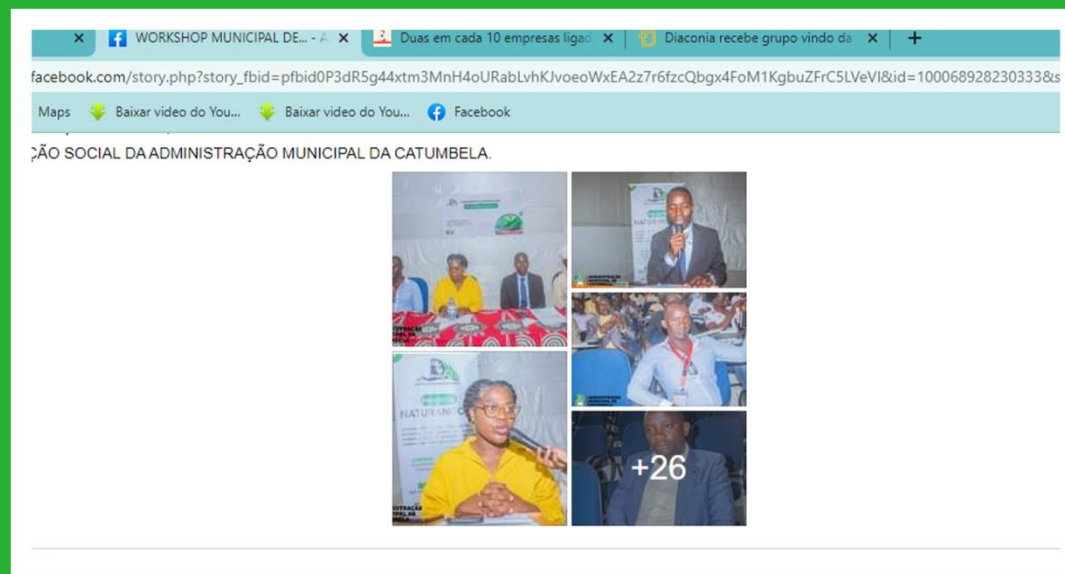 WORKSHOP MUNICIPAL DE... - A
Duas em cada 10 empresas ligad
Diaconia recebe grupo vindo da
facebook.com/story.php?story_fbid=pfbid0P3dR5g44xtm3MnH4oURabLvhKJvoeoWxEA2z7r6fzcQbgx4FoM1KgbuZFrC5LVeVl&id=100068928230333&s
Maps Baixar video do You... Baixar video do You... Facebook
ÇÃO SOCIAL DA ADMINISTRAÇÃO MUNICIPAL DA CATUMBELA.
+26